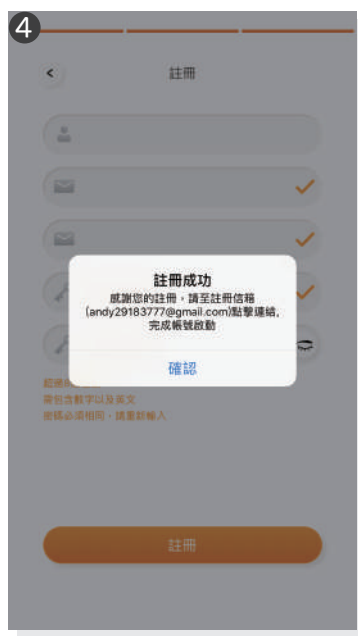 4
註冊
註冊成功
感謝您的註冊，請至註冊信箱
(andy29183777@gmail.com)點擊連結,
完成帳號啟動
確認
需包含數字以及英文
密碼必須相同，請重新輸入
註冊